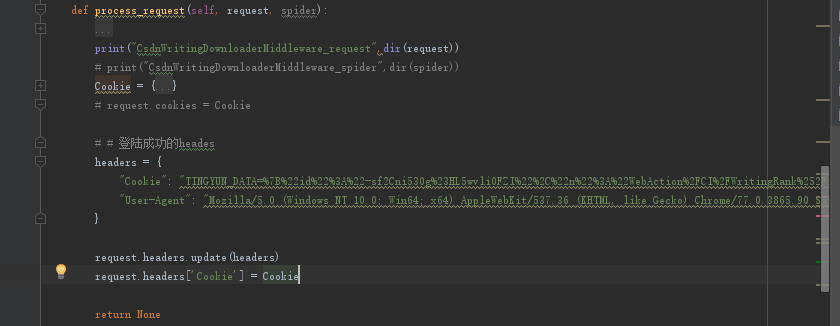 def process_request(self, request, spider):
...
print("CsdnWritingDownloaderMiddleware_request",dir(request))
# print("CsdnWritingDownloaderMiddleware_spider",dir(spider))
Cookie = {...}
# request.cookies = Cookie
# # 登陆成功的heades
headers = {
"Cookie": "TINGYUN_DATA=%7B%22id%22%3A%22-sf2Cni530g%23HL5wvli0FZI%22%2C%22n%22%3A%22WebAction%2FCI%2FWritingRank%252
"User-Agent": "Mozilla/5.0 (Windows NT 10.0; Win64; x64) AppleWebKit/537.36 (KHTML, like Gecko) Chrome/77.0.3865.90 S
}
request.headers.update(headers)
request.headers['Cookie'] = Cookie
return None